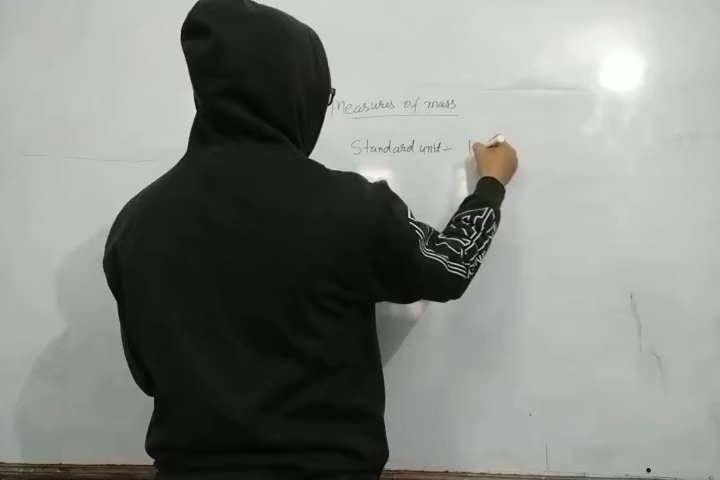 Measures of mass
Standard unit =